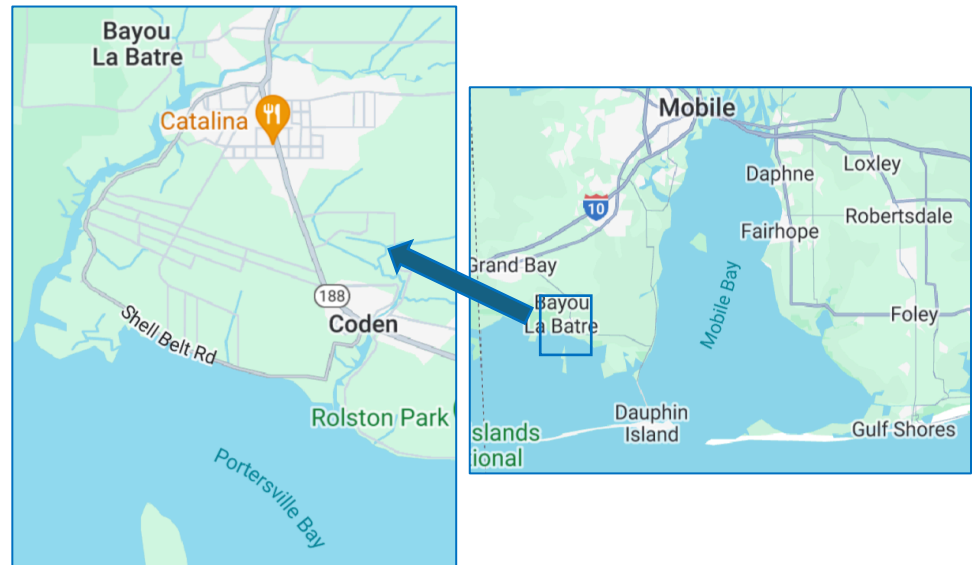 Bayou
La Batre
Catalina
188
Coden
Shell Belt Rd
Rolston Park
Portersville Bay
Mobile
Daphne
Loxley
10
Robertsdale
Fairhope
Grand Bay
Mobile Bay
Bayou
La Batre
Foley
Dauphin
Island
Gulf Shores
slands
ional